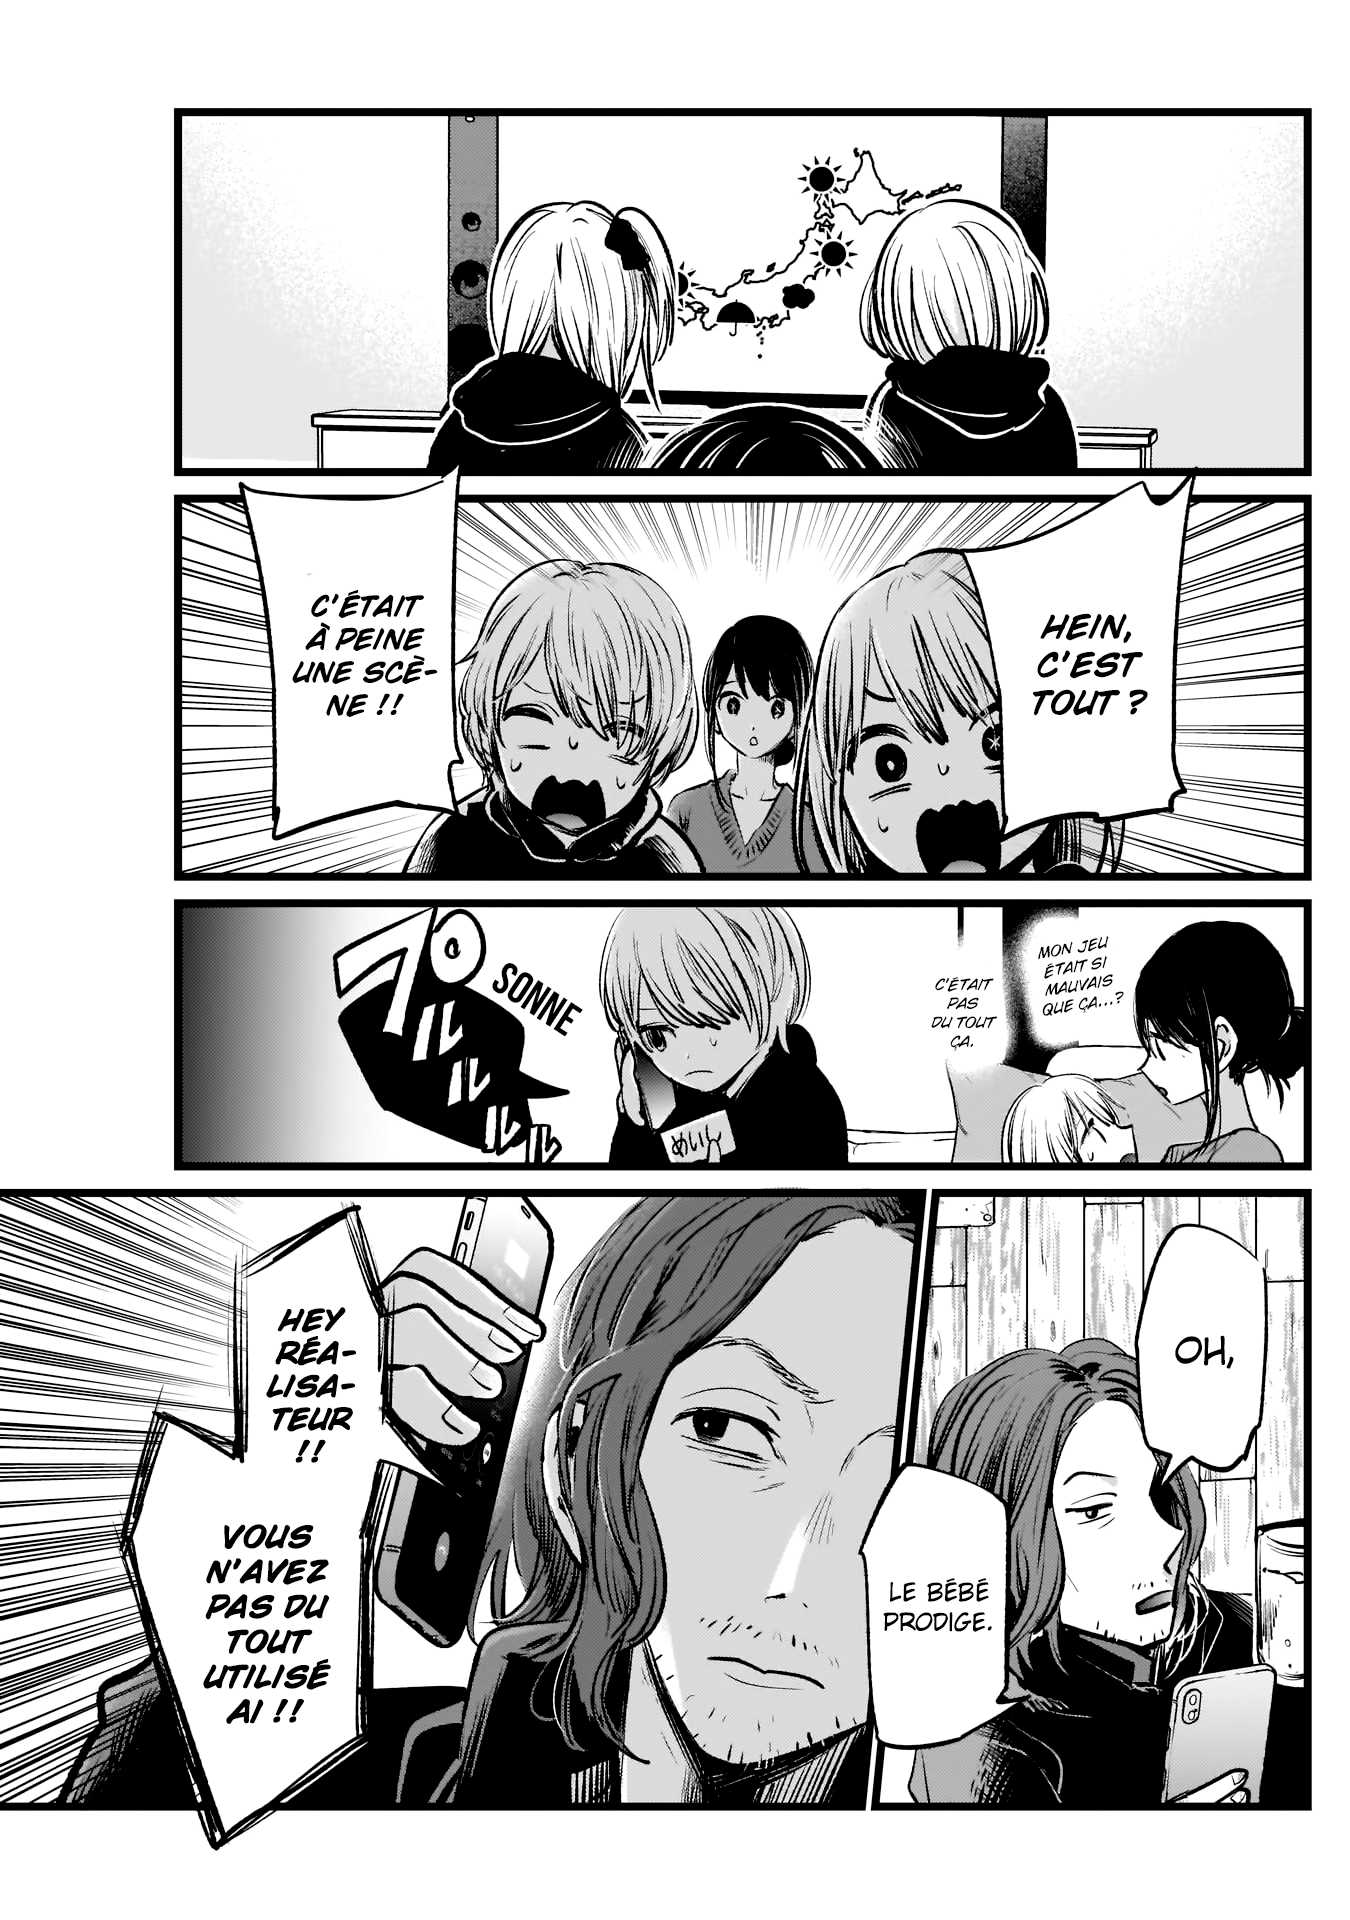 HEIN,
C'EST
TOUT ?
C'ÉTAIT
À PEINE
UNE SCÈ-
NE !!
MON JEU
ÉTAIT SI
MAUVAIS
QUE ÇA...?
C'ÉTAIT
PAS
DU TOUT
ÇA.
めいし
SONNE
プルルルル
OH,
LE BÉBÉ
PRODIGE.
HEY
RÉA-
LISA-
TEUR
!!
VOUS
N'AVEZ
PAS DU
TOUT
UTILISÉ
AI !!